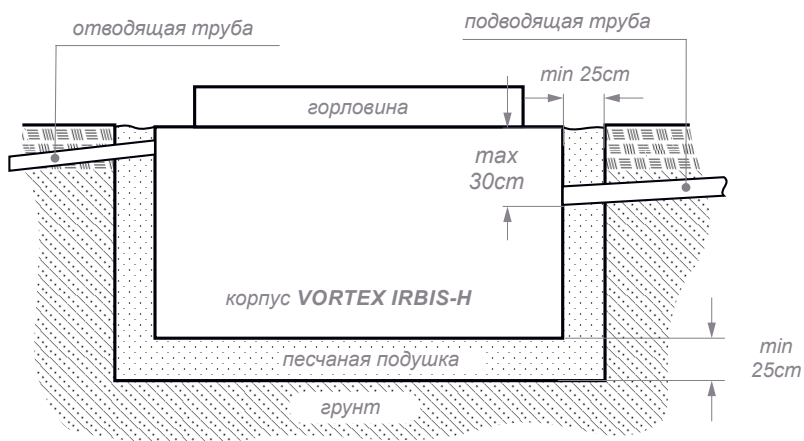 отводящая труба
подводящая труба
min 25cm
горловина
max
30cm
корпус VORTEX IRBIS-H
песчаная подушка
min
25cm
грунт